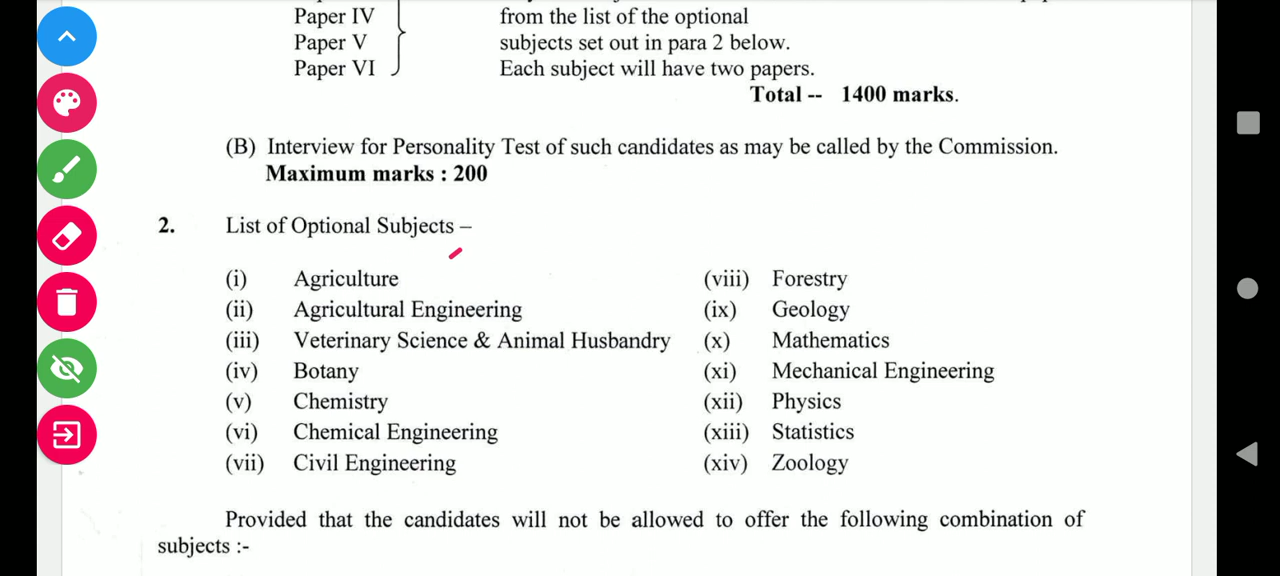 Paper IV from the list of the optional
Paper V subjects set out in para 2 below.
Paper VI Each subject will have two papers.
Total -- 1400 marks.
(B) Interview for Personality Test of such candidates as may be called by the Commission.
Maximum marks : 200
2. List of Optional Subjects –
(i) Agriculture (viii) Forestry
(ii) Agricultural Engineering (ix) Geology
(iii) Veterinary Science & Animal Husbandry (x) Mathematics
(iv) Botany (xi) Mechanical Engineering
(v) Chemistry (xii) Physics
(vi) Chemical Engineering (xiii) Statistics
(vii) Civil Engineering (xiv) Zoology
Provided that the candidates will not be allowed to offer the following combination of
subjects :-